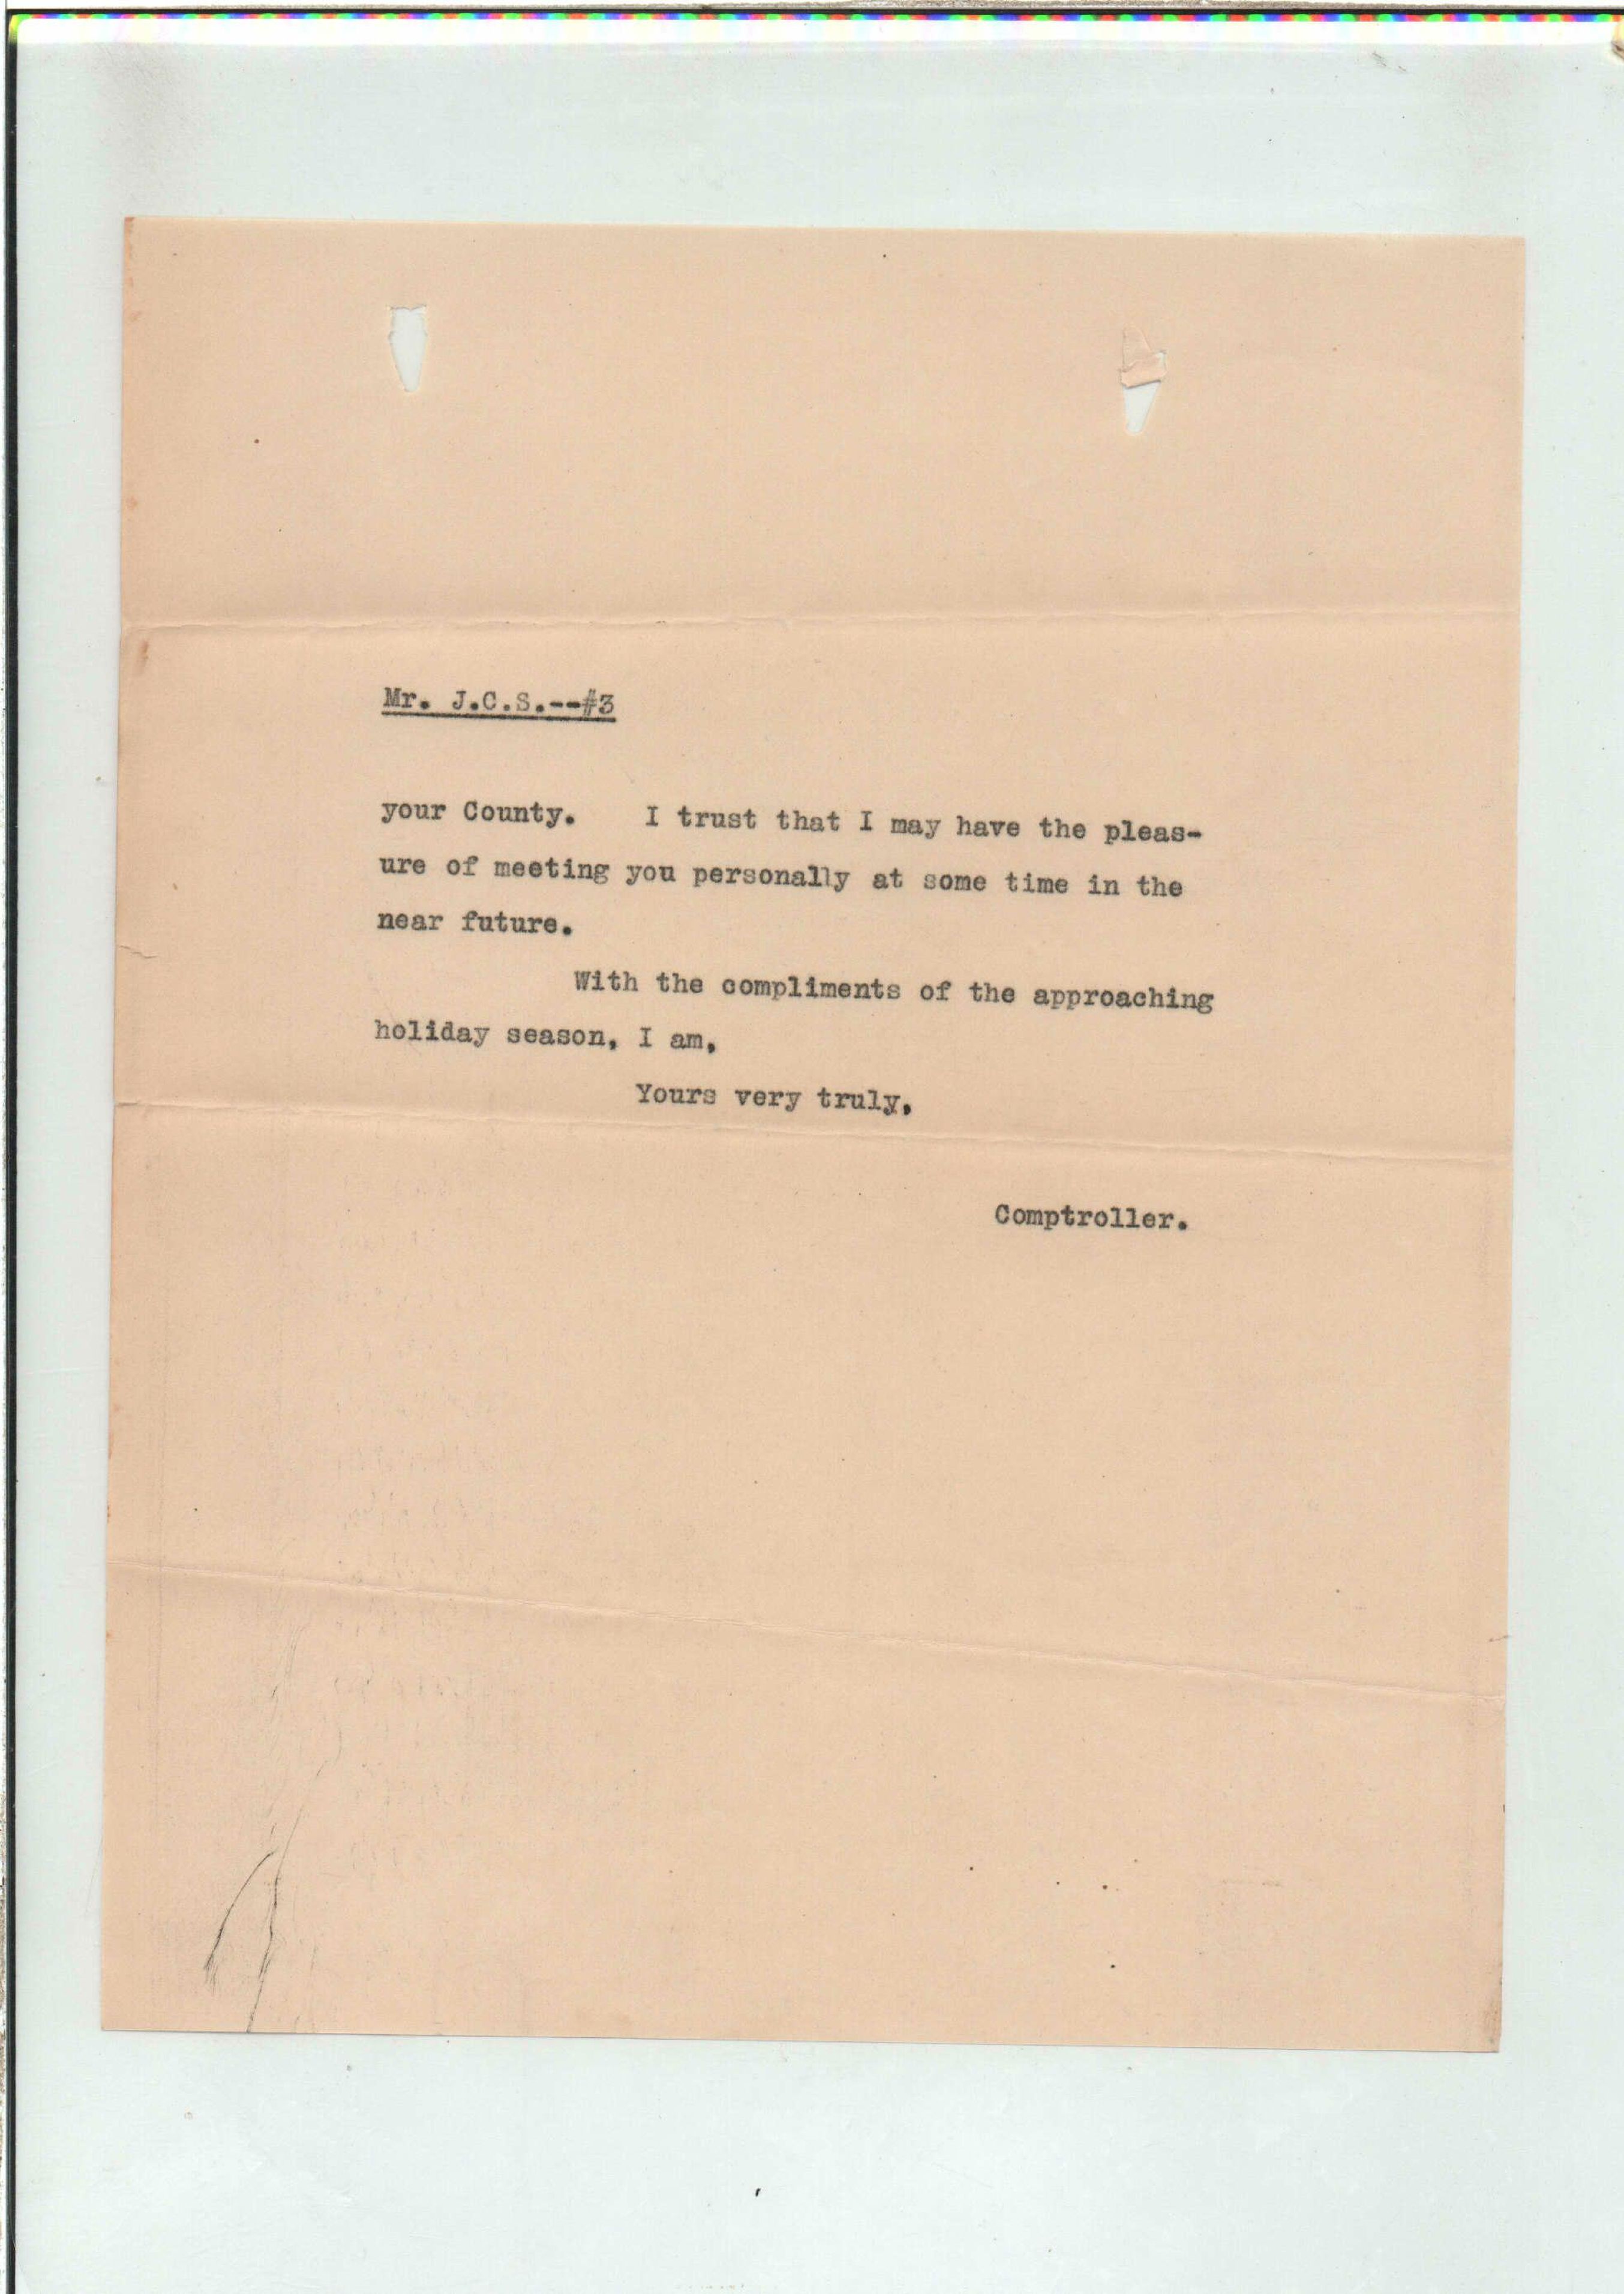 Mr. J.C.S.--#3
your County. I trust that I may have the pleas-
ure of meeting you personally at some time in the
near future.
With the compliments of the approaching
holiday season, I am,
Yours very truly,
Comptroller.